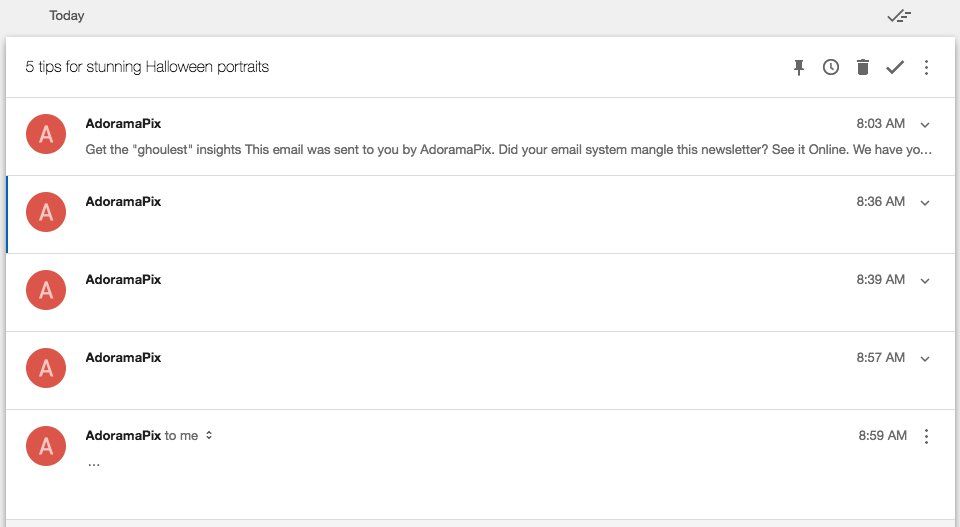 Today
5 tips for stunning Halloween portraits
A
AdoramaPix
8:03 AM
Get the "ghoulest" insights This email was sent to you by AdoramaPix. Did your email system mangle this newsletter? See it Online. We have yo...
A
AdoramaPix
8:36 AM
A
AdoramaPix
8:39 AM
A
AdoramaPix
8:57 AM
A
AdoramaPix to me
8:59 AM
...